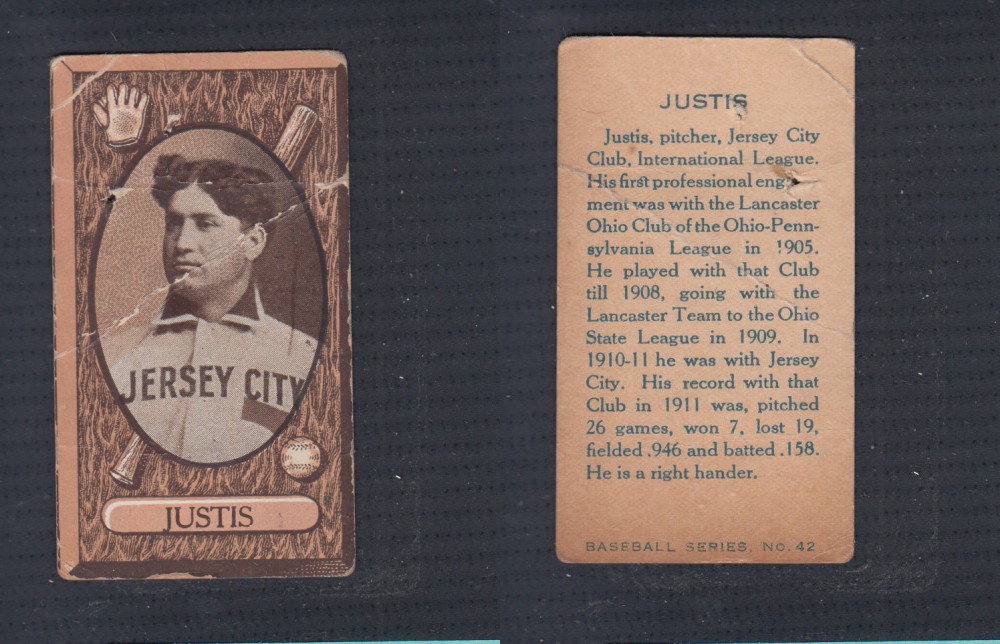 JERSEY CITY
JUSTIS
JUSTIS
Justis, pitcher, Jersey City
Club, International League.
His first professional eng
ment was with the Lancaster
Ohio Club of the Ohio-Penn-
sylvania League in 1905.
He played with that Club
till 1908, going with the
Lancaster Team to the Ohio
State League in 1909. In
1910-11 he was with Jersey
City. His record with that
Club in 1911 was, pitched
26 games, won 7, lost 19,
fielded .946 and batted .158.
He is a right hander.
BASEBALL SERIES, No. 42